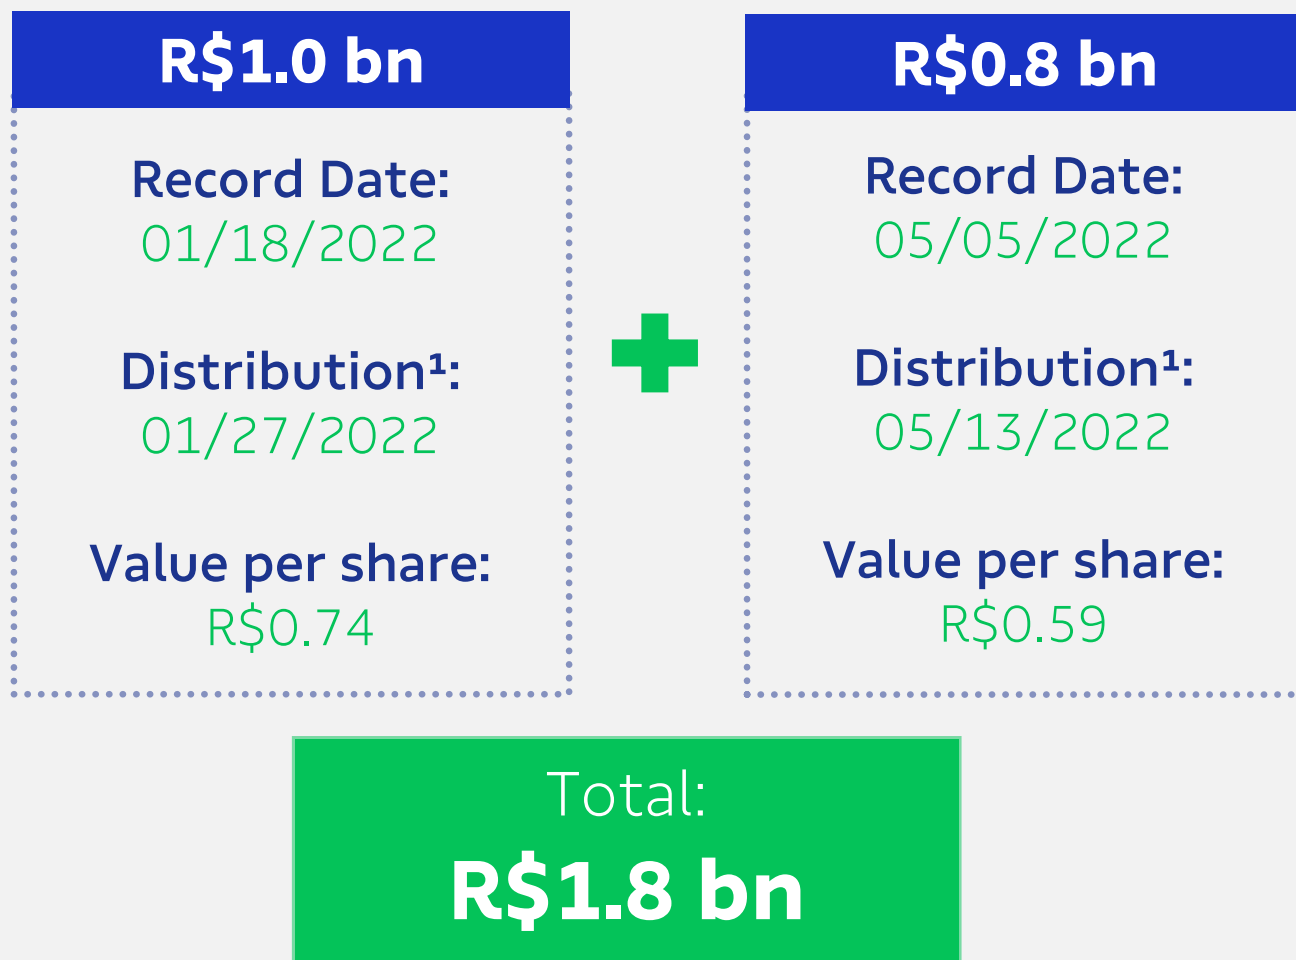 R$1.0 bn
Record Date:
01/18/2022
Distribution¹:
01/27/2022
Value per share:
R$0.74
R$0.8 bn
Record Date:
05/05/2022
Distribution¹:
05/13/2022
Value per share:
R$0.59
Total:
R$1.8 bn